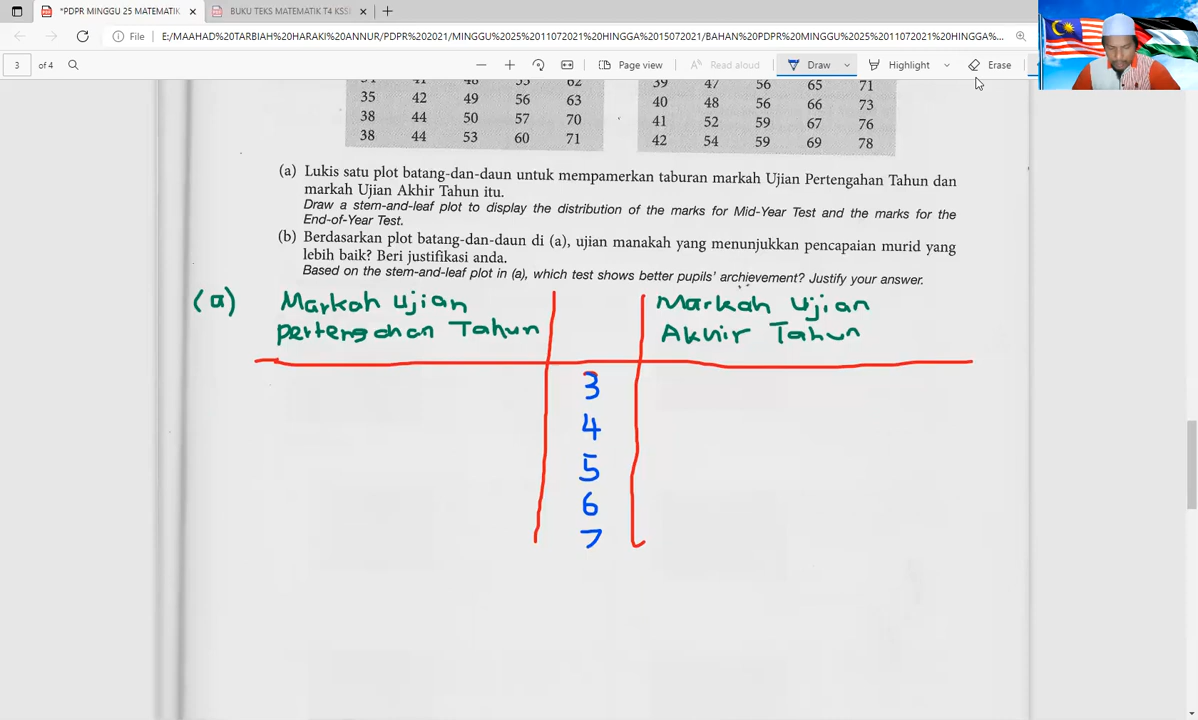 *PDPR MINGGU 25 MATEMATIK
BUKU TEKS MATEMATIK T4 KSS
File
E:/MAAHAD%20TARBIAH%20HARAKI%20ANNUR/PDPR%202021/MINGGU%2025%2011072021%20HINGGA%2015072021/BAHAN%20PDPR%20MINGGU%2025%2011072021%20HINGGA%...
3 of 4
Page view
Read aloud
Draw
Highlight
Erase
62
39 47 56 65 71
35 42 49 56 63
40 48 56 66 73
38 44 50 57 70
41 52 59 67 76
38 44 53 60 71
42 54 59 69 78
(a) Lukis satu plot batang-dan-daun untuk mempamerkan taburan markah Ujian Pertengahan Tahun dan
markah Ujian Akhir Tahun itu.
Draw a stem-and-leaf plot to display the distribution of the marks for Mid-Year Test and the marks for the
End-of-Year Test.
(b) Berdasarkan plot batang-dan-daun di (a), ujian manakah yang menunjukkan pencapaian murid yang
lebih baik? Beri justifikasi anda.
Based on the stem-and-leaf plot in (a), which test shows better pupils' archievement? Justify your answer.
(a) Markah Ujian
Pertengahan Tahun
Markah Ujian
Akhir Tahun
3
4
5
6
7